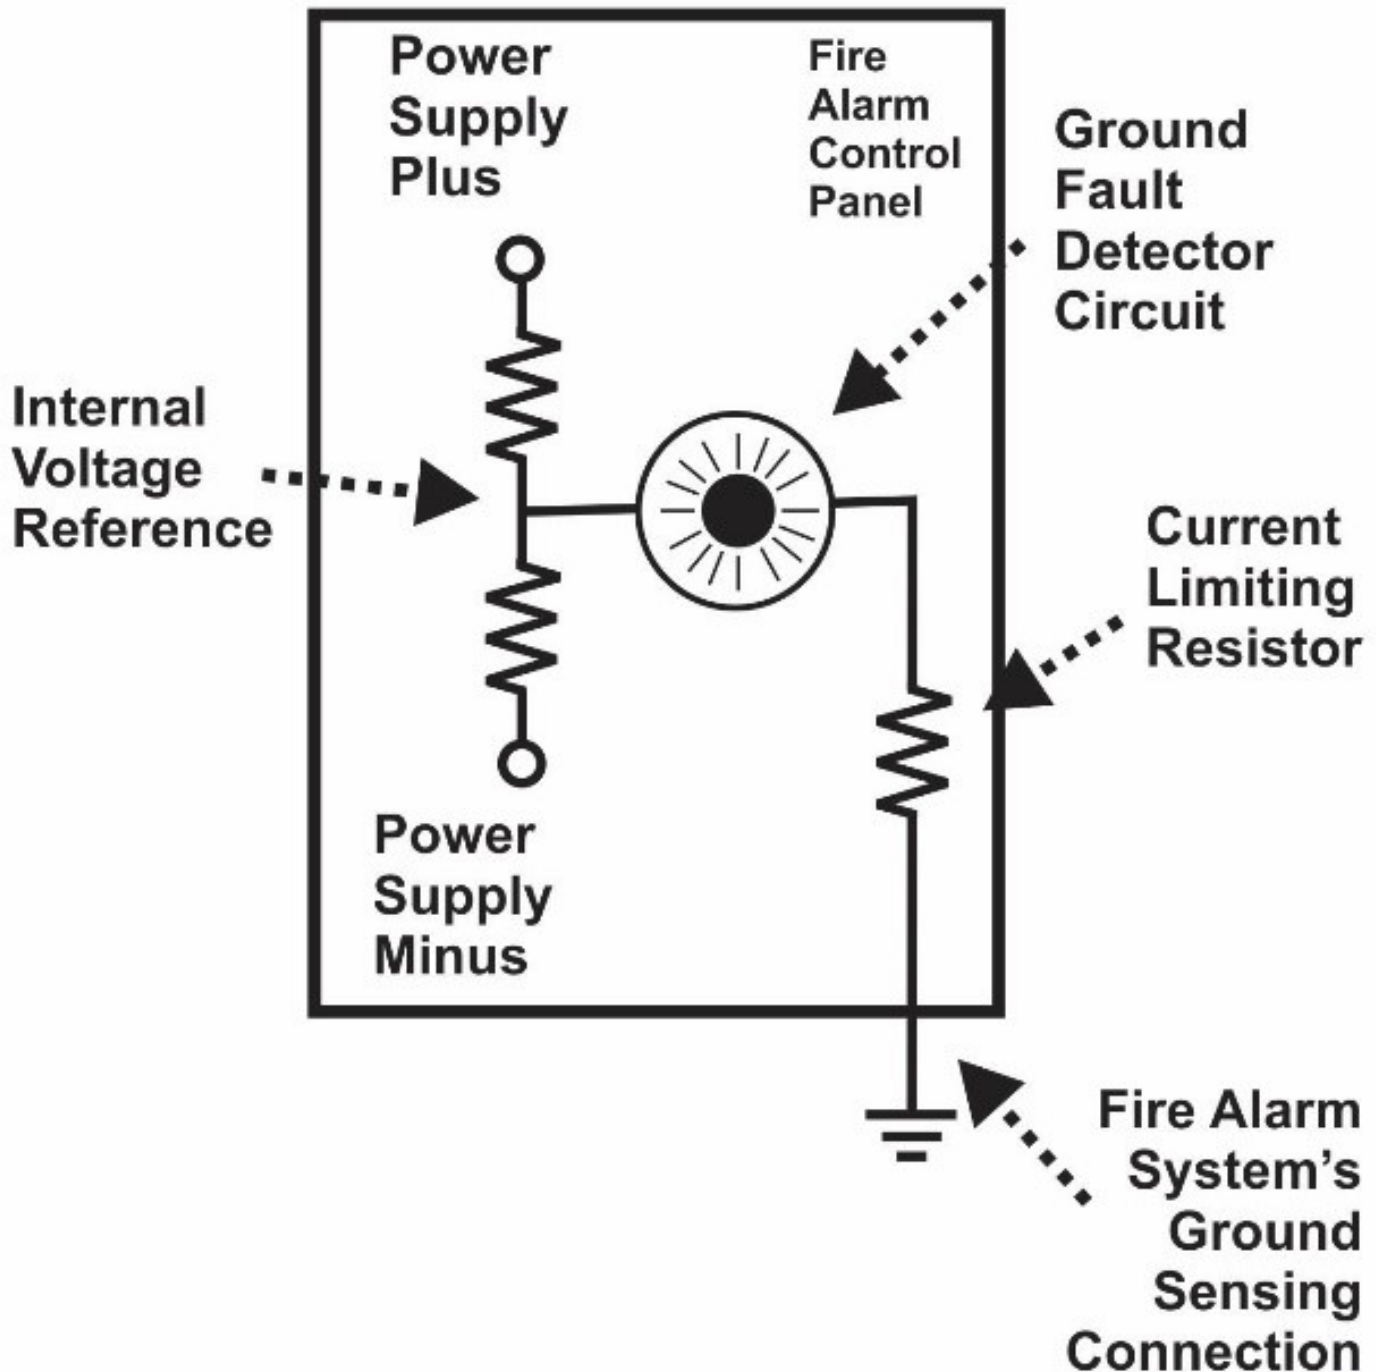 Power
Supply
Plus
Fire
Alarm
Control
Panel
Ground
Fault
Detector
Circuit
Internal
Voltage
Reference
Current
Limiting
Resistor
Power
Supply
Minus
Fire Alarm
System’s
Ground
Sensing
Connection